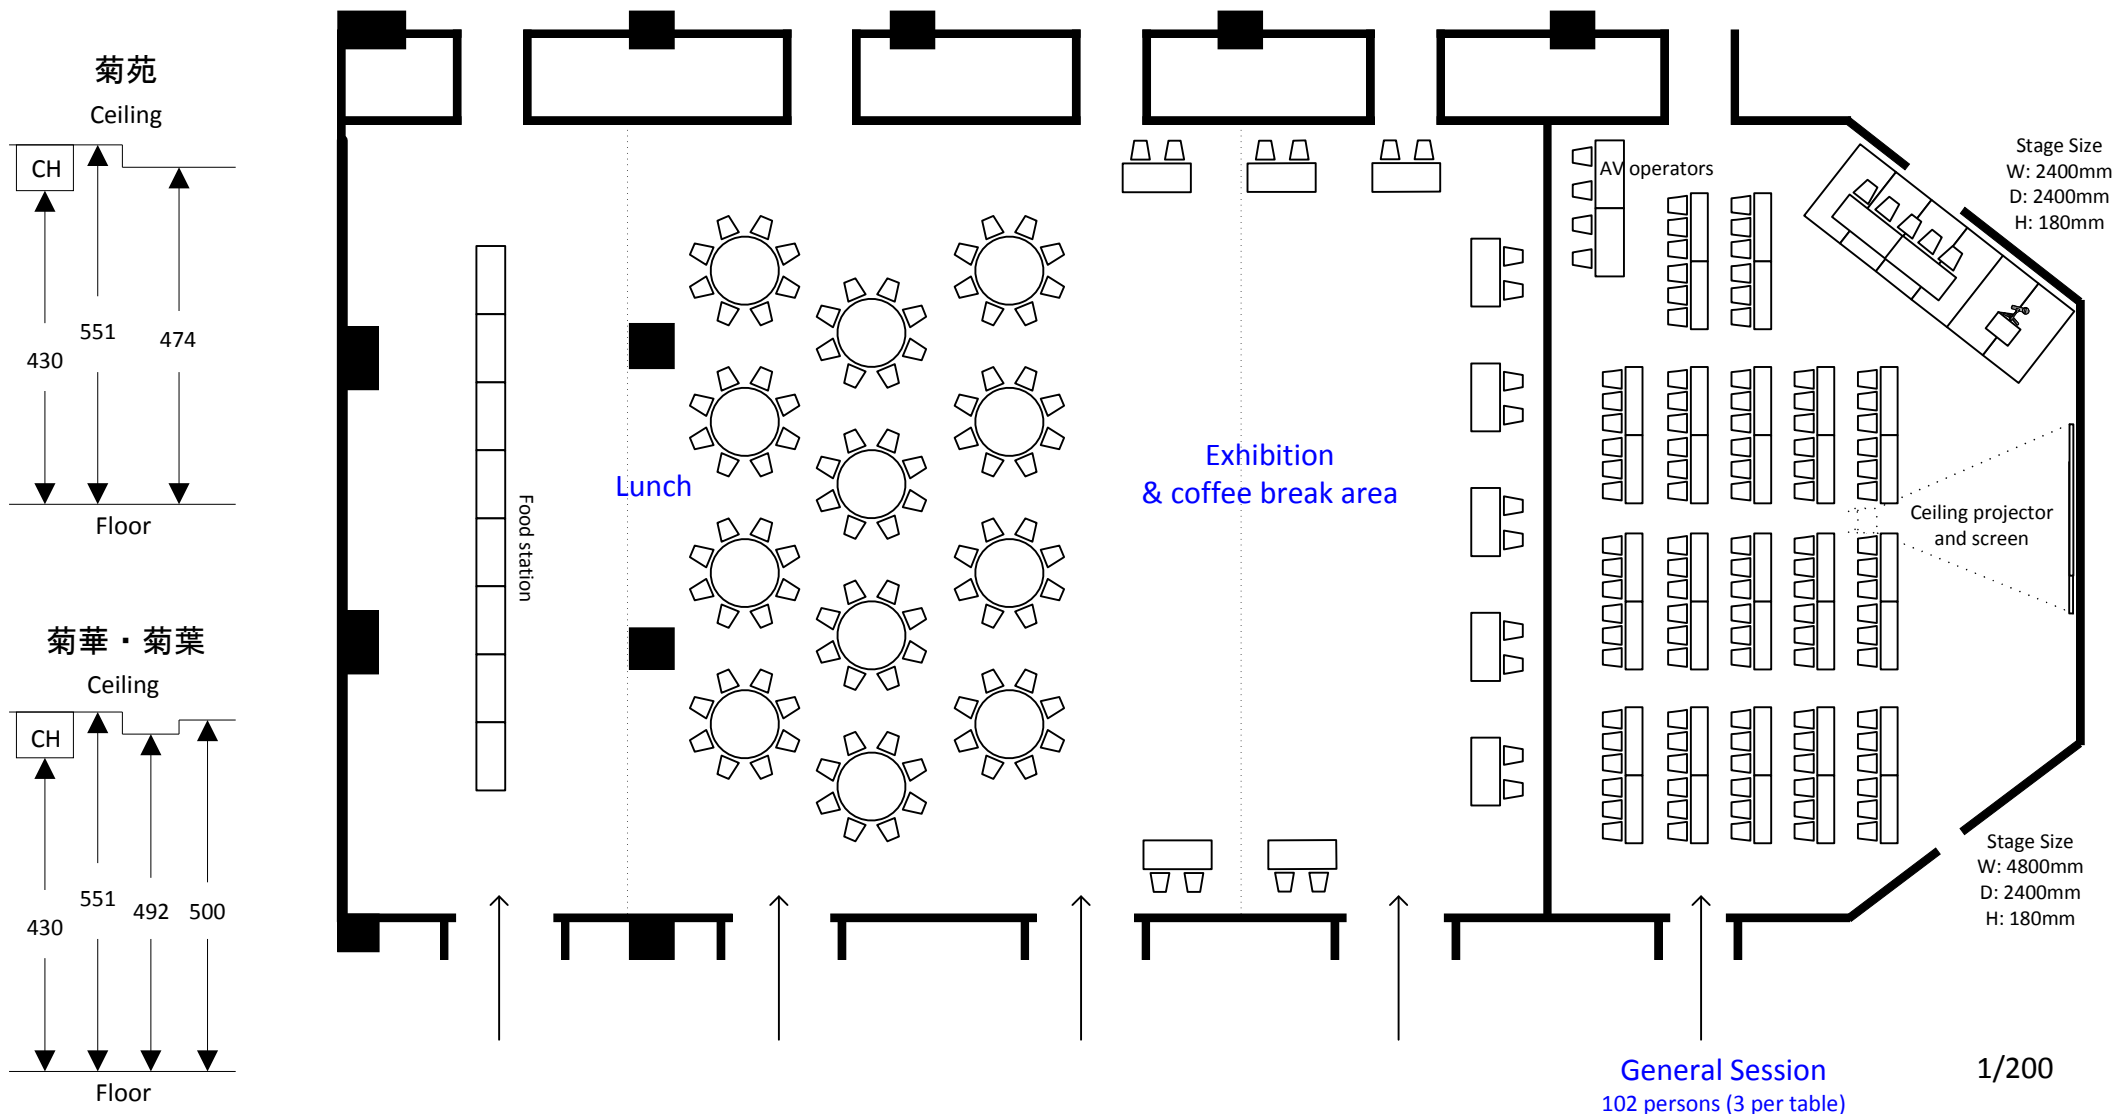 菊苑
Ceiling
CH
430
551
474
Floor
菊華・菊葉
Ceiling
CH
430
551
492
500
Floor
Food station
Lunch
Exhibition
& coffee break area
AV operators
Stage Size
W: 2400mm
D: 2400mm
H: 180mm
Ceiling projector
and screen
Stage Size
W: 4800mm
D: 2400mm
H: 180mm
General Session
102 persons (3 per table)
1/200